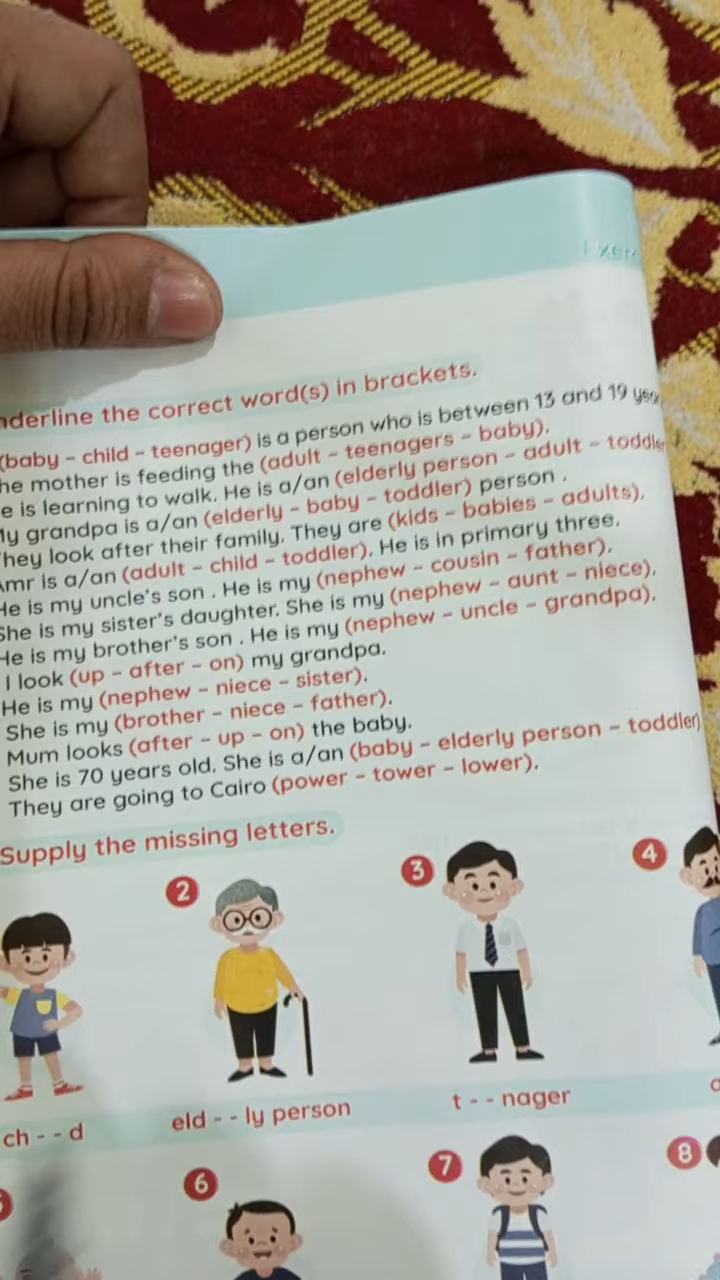 nderline the correct word(s) in brackets.
(baby - child - teenager) is a person who is between 13 and 19
he mother is feeding the (adult - teenagers - baby).
e is learning to walk. He is a/an (elderly person - adult - toddle
ly grandpa is a/an (elderly - baby - toddler) person .
They look after their family. They are (kids - babies - adults).
Amr is a/an (adult - child - toddler). He is in primary three.
He is my uncle's son . He is my (nephew - cousin - father).
She is my sister's daughter. She is my (nephew - aunt - niece).
He is my brother's son . He is my (nephew - uncle - grandpa).
I look (up - after - on) my grandpa.
He is my (nephew - niece - sister).
She is my (brother - niece - father).
Mum looks (after - up - on) the baby.
She is 70 years old. She is a/an (baby - elderly person - toddler)
They are going to Cairo (power - tower - lower).
Supply the missing letters.
2
3
4
ch - - d
eld - - ly person
t - - nager
6
7
8